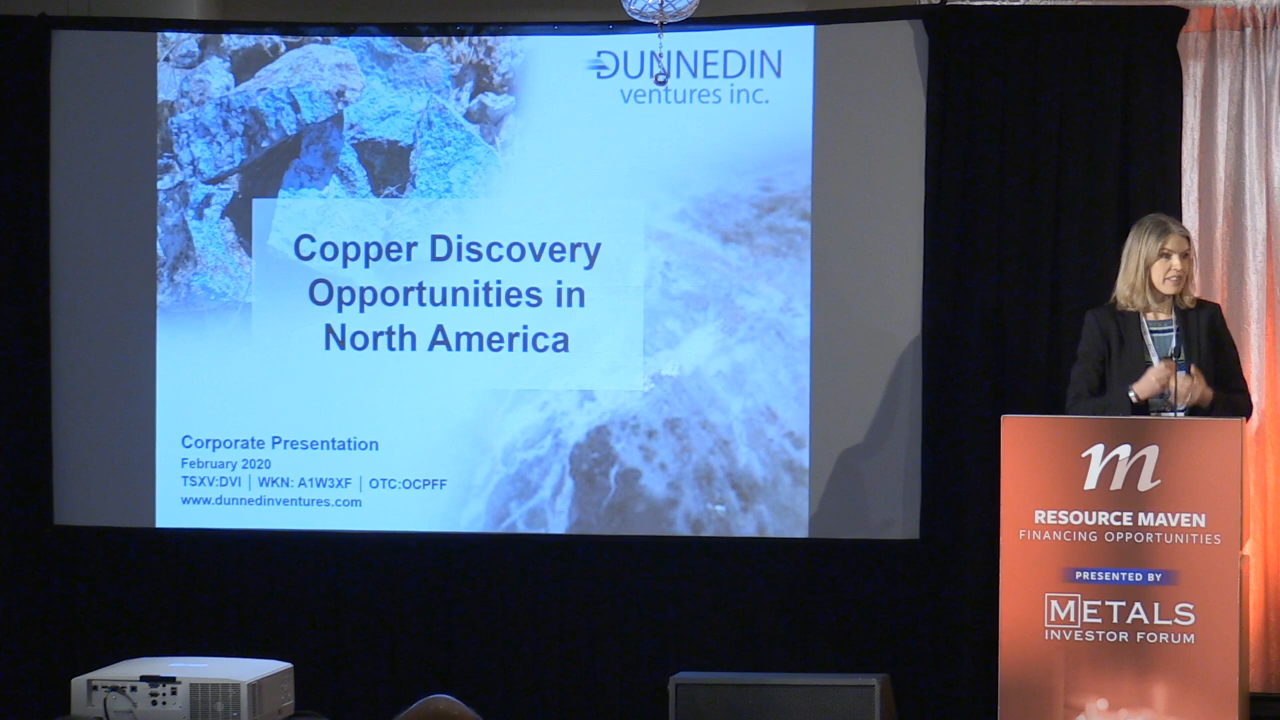 DUNNEDIN
ventures inc.
Copper Discovery
Opportunities in
North America
Corporate Presentation
February 2020
TSXV:DVI | WKN: A1W3XF | OTC:OCPFF
www.dunnedinventures.com
m
RESOURCE MAVEN
FINANCING OPPORTUNITIES
PRESENTED BY
METALS
INVESTOR FORUM